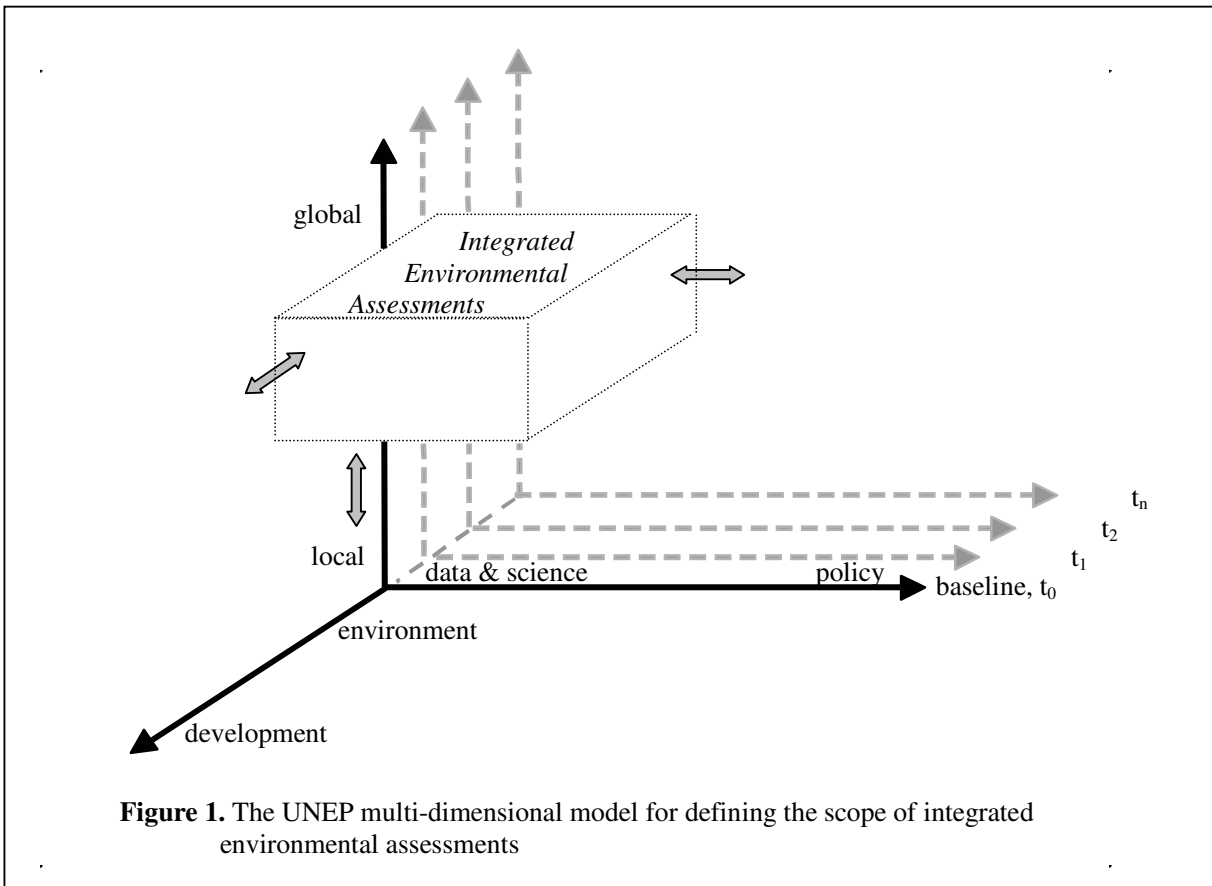 global
Integrated
Environmental
Assessments
t_n
t_2
local
t_1
data & science policy
baseline, t_0
environment
development
Figure 1. The UNEP multi-dimensional model for defining the scope of integrated
environmental assessments